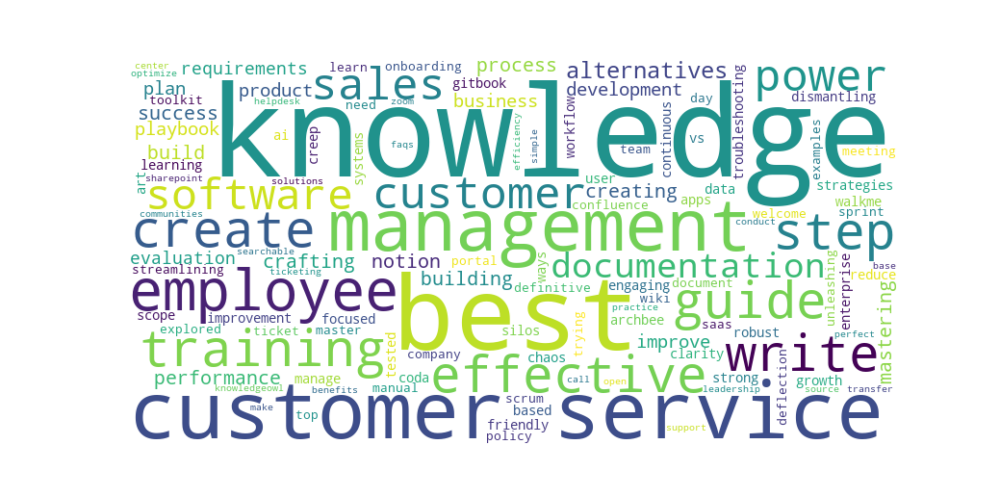 center
optimize
requirements
learn
onboarding
process
alternatives
power
plan
product
sales
gitbook
development
dismantling
toolkit
helpdesk
need
zoom
business
workflow
day
success
knowledge
playbook
ai
creep
faqs
efficiency
simple
team
continuous
vs
troubleshooting
examples
meeting
build
learning
systems
sharepoint
solutions
art
software
customer
user
creating
data
strategies
confluence
apps
walkme
communities
create
management
welcome
sprint
conduct
step
searchable
evaluation
crafting
notion
portal
documentation
streamlining
ticketing
building
ways
definitive
engaging
document
unleashing
enterprise
base
reduce
employee
best
wiki
practice
guide
mastering
scope
improvement
focused
archbee
saas
explored
ticket
master
silos
trying
robust
perfect
training
tested
company
chaos
improve
clarity
write
performance
manage
coda
effective
call
open
strong
growth
knowledgeowl
benefits
manual
leadership
source
transfer
customer service
make
top
scrum
based
friendly
policy
support
deflection